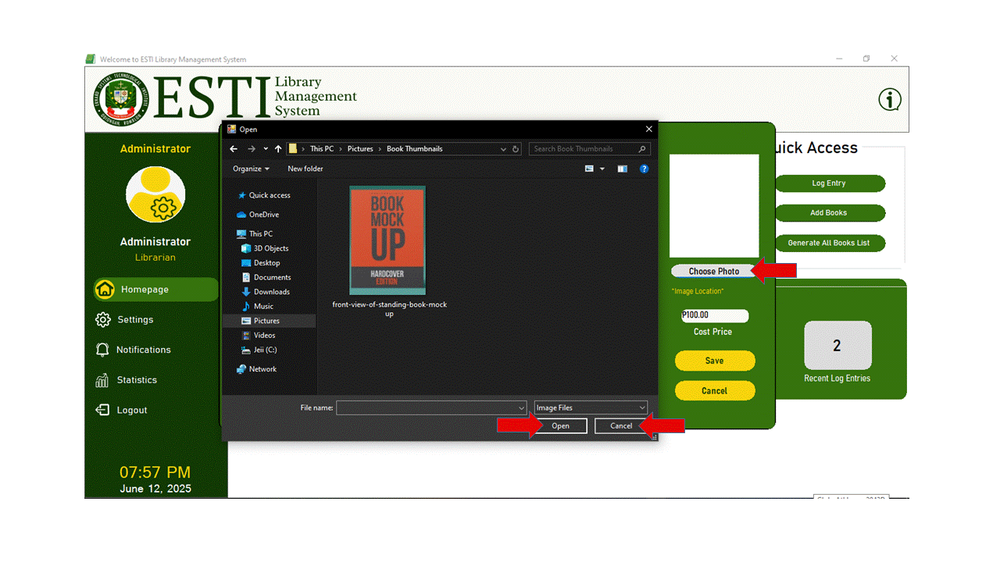 Welcome to ESTI Library Management System
ESTI
Library
Management
System
Open
This PC
Pictures
Book Thumbnails
Search Book Thumbnails
Organize
New folder
Quick access
OneDrive
This PC
3D Objects
Desktop
Documents
Downloads
Music
Pictures
Videos
Jeii (C:)
Network
BOOK
MOCK
UP
HARDCOVER
EDITION
front-view-of-standing-book-mock
up
File name:
Image Files
Open
Cancel
Administrator
Administrator
Librarian
Homepage
Settings
Notifications
Statistics
Logout
07:57 PM
June 12, 2025
Choose Photo
"Image Location"
₱100.00
Cost Price
Save
Cancel
uick Access
Log Entry
Add Books
Generate All Books List
2
Recent Log Entries